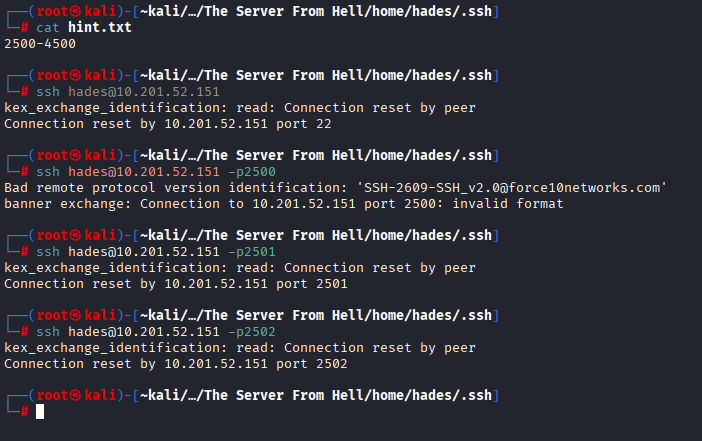 ┌──(root㉿kali)-[~kali/…/The Server From Hell/home/hades/.ssh]
└─# cat hint.txt
2500-4500
┌──(root㉿kali)-[~kali/…/The Server From Hell/home/hades/.ssh]
└─# ssh hades@10.201.52.151
kex_exchange_identification: read: Connection reset by peer
Connection reset by 10.201.52.151 port 22
┌──(root㉿kali)-[~kali/…/The Server From Hell/home/hades/.ssh]
└─# ssh hades@10.201.52.151 -p2500
Bad remote protocol version identification: 'SSH-2609-SSH_v2.0@force10networks.com'
banner exchange: Connection to 10.201.52.151 port 2500: invalid format
┌──(root㉿kali)-[~kali/…/The Server From Hell/home/hades/.ssh]
└─# ssh hades@10.201.52.151 -p2501
kex_exchange_identification: read: Connection reset by peer
Connection reset by 10.201.52.151 port 2501
┌──(root㉿kali)-[~kali/…/The Server From Hell/home/hades/.ssh]
└─# ssh hades@10.201.52.151 -p2502
kex_exchange_identification: read: Connection reset by peer
Connection reset by 10.201.52.151 port 2502
┌──(root㉿kali)-[~kali/…/The Server From Hell/home/hades/.ssh]
└─#